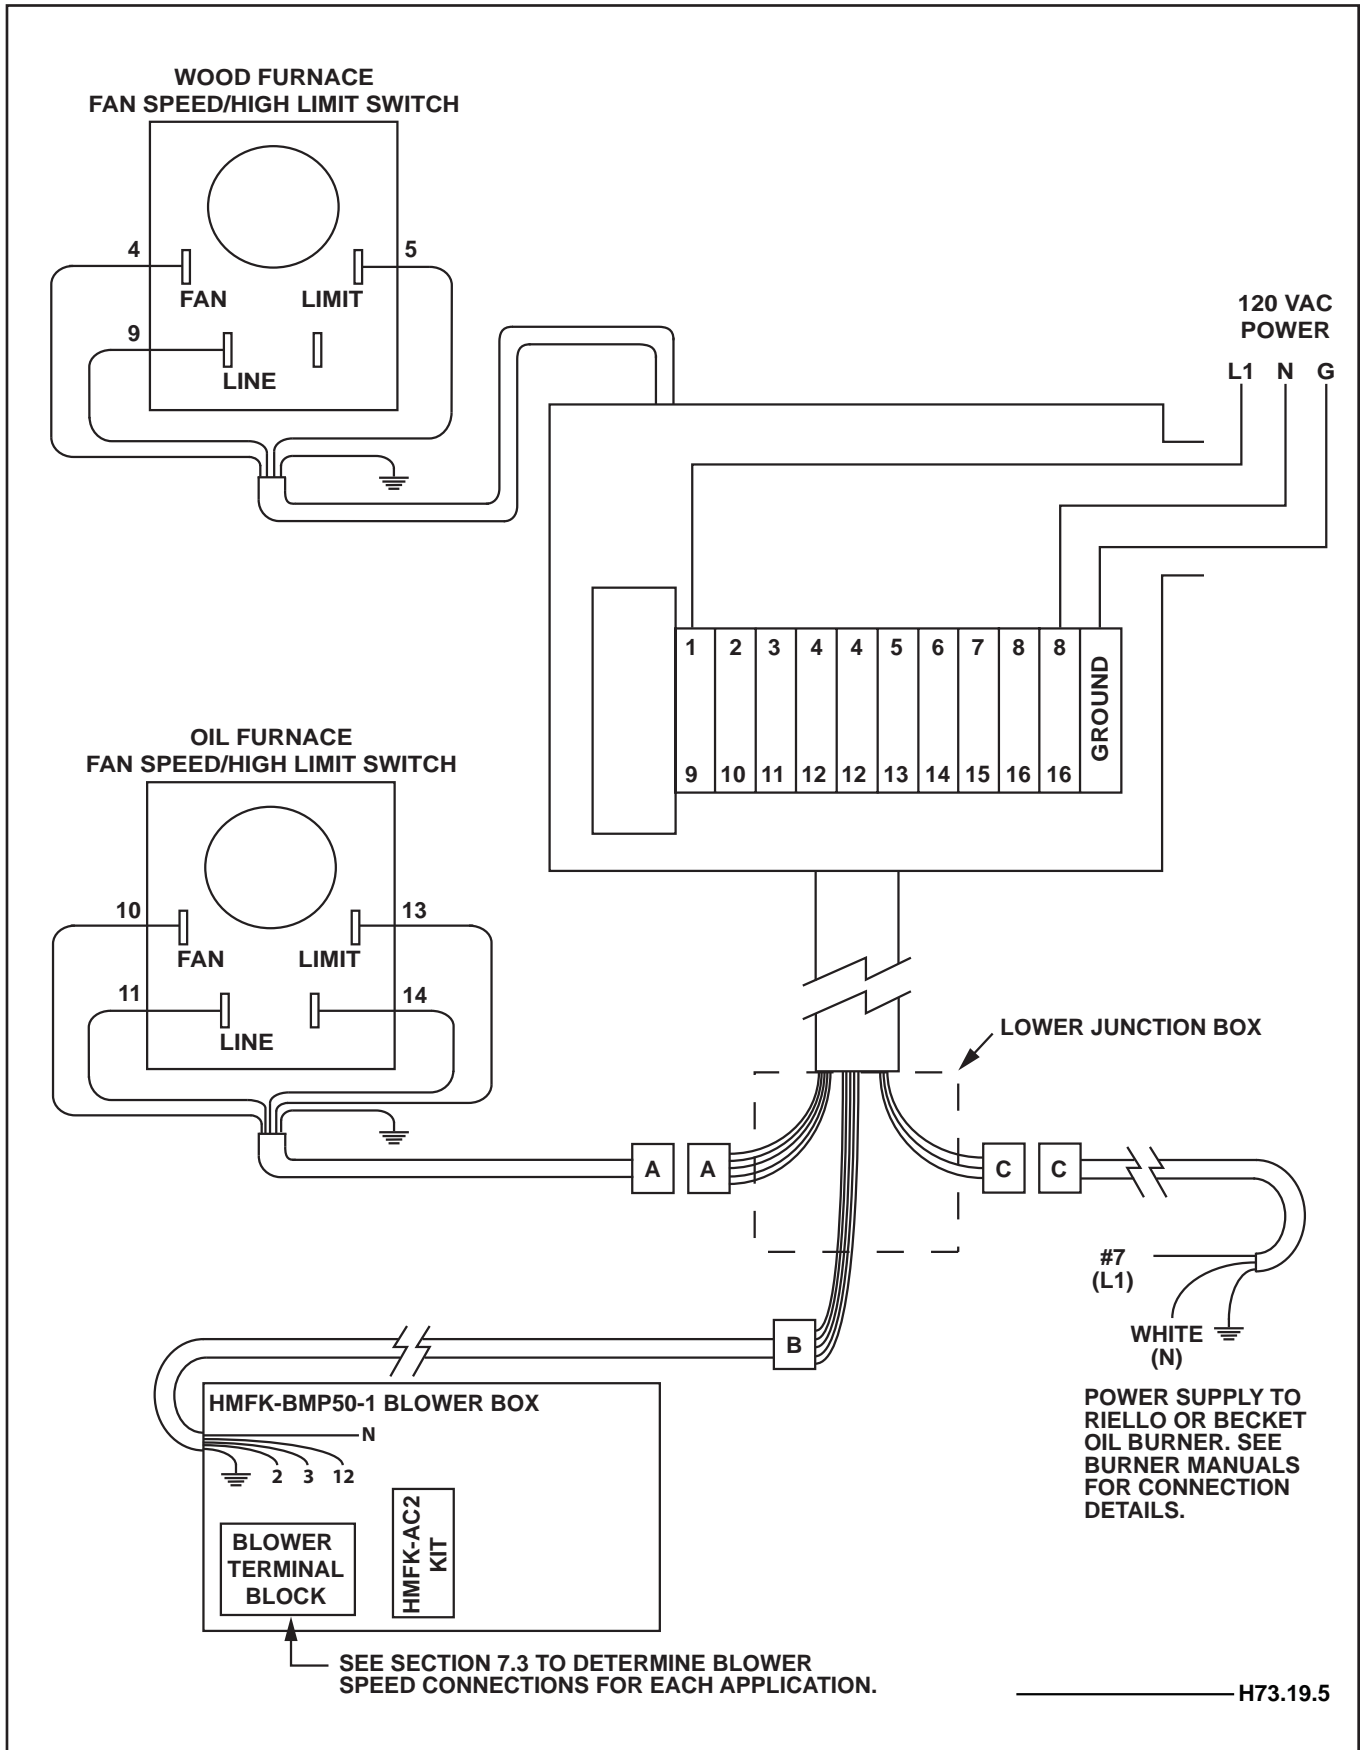 WOOD FURNACE
FAN SPEED/HIGH LIMIT SWITCH
4
5
FAN
LIMIT
9
LINE
120 VAC
POWER
L1 N G
1 2 3 4 4 5 6 7 8 8
GROUND
9 10 11 12 12 13 14 15 16 16
OIL FURNACE
FAN SPEED/HIGH LIMIT SWITCH
10
13
FAN
LIMIT
11
14
LINE
LOWER JUNCTION BOX
A
A
C
C
#7
(L1)
WHITE
(N)
B
POWER SUPPLY TO
RIELLO OR BECKET
OIL BURNER. SEE
BURNER MANUALS
FOR CONNECTION
DETAILS.
HMFK-BMP50-1 BLOWER BOX
N
2 3 12
BLOWER
TERMINAL
BLOCK
HMFK-AC2
KIT
SEE SECTION 7.3 TO DETERMINE BLOWER
SPEED CONNECTIONS FOR EACH APPLICATION.
H73.19.5